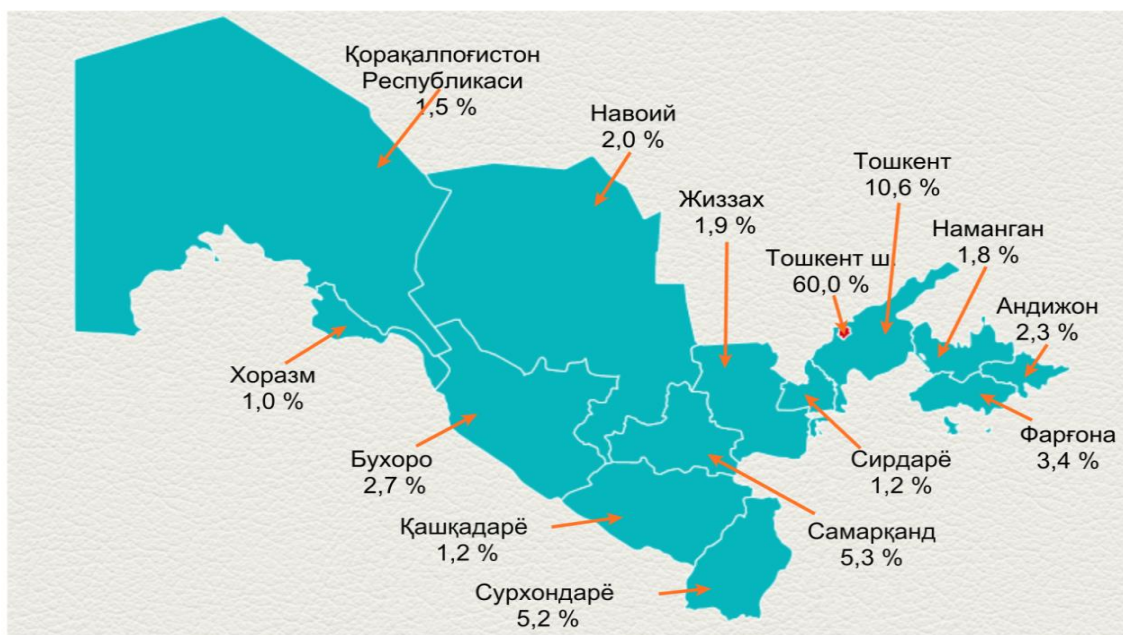 Қорақалпоғистон
Республикаси
1,5 %
Навоий
2,0 %
Тошкент
10,6 %
Жиззах
1,9 %
Наманган
1,8 %
Тошкент ш.
60,0 %
Андижон
2,3 %
Хоразм
1,0 %
Фарғона
3,4 %
Бухоро
2,7 %
Сирдарё
1,2 %
Қашқадарё
1,2 %
Самарқанд
5,3 %
Сурхондарё
5,2 %